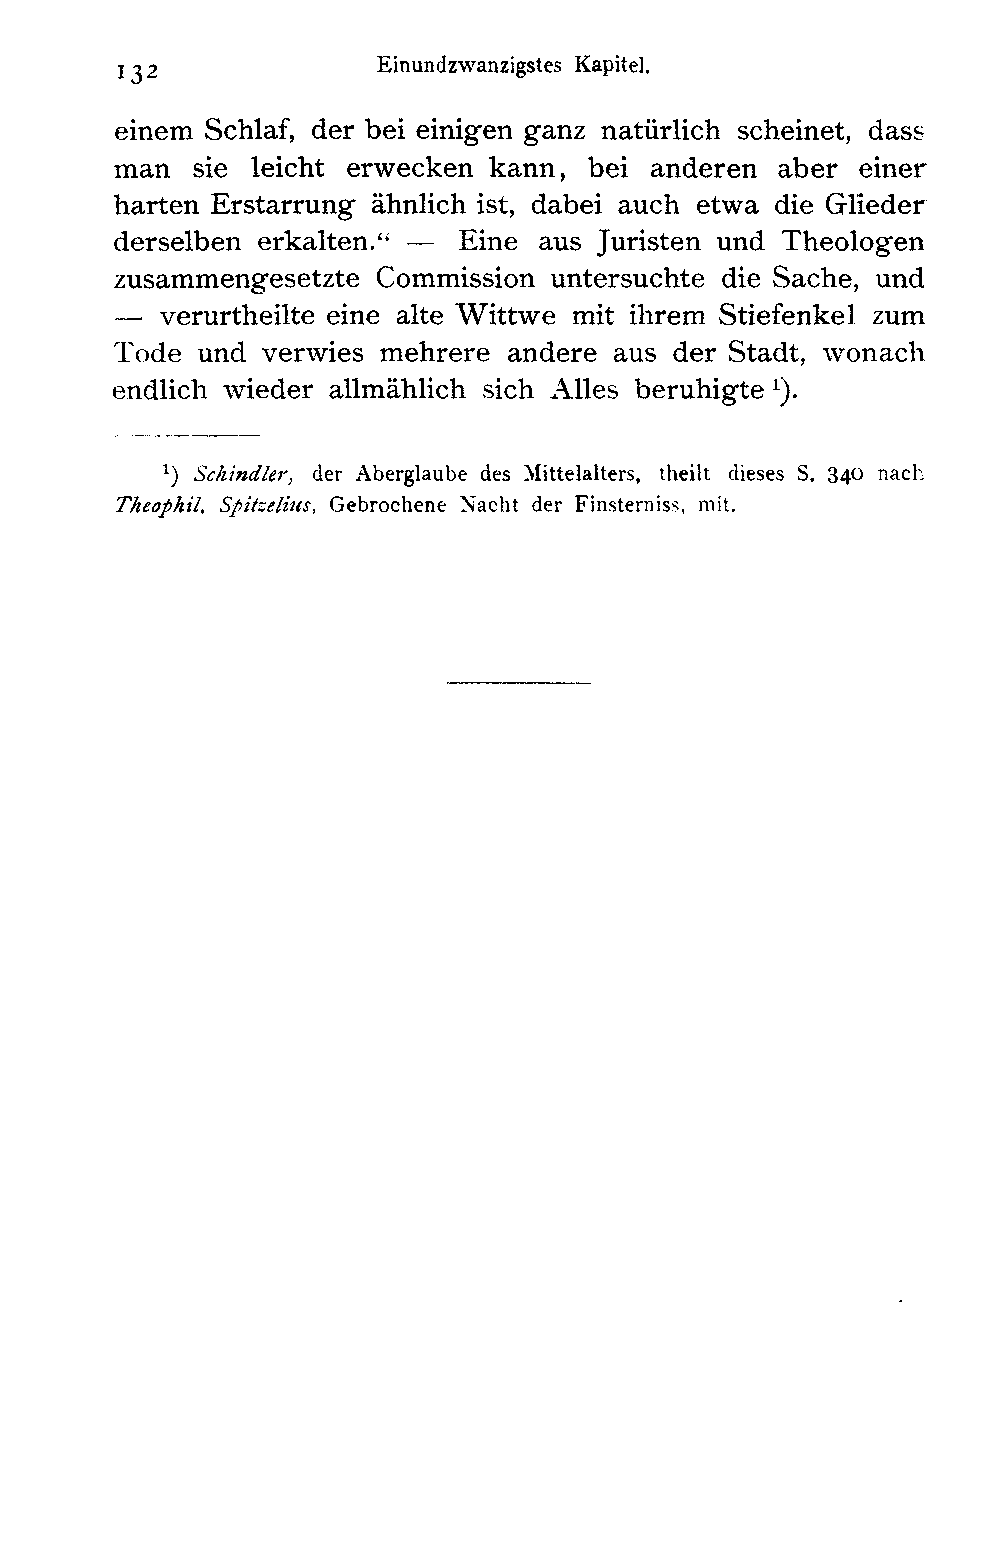 132 Einundzwanzigstes Kapitel.
einem Schlaf, der bei einigen ganz natürlich scheinet, dass
man sie leicht erwecken kann, bei anderen aber einer
harten Erstarrung ähnlich ist, dabei auch etwa die Glieder
derselben erkalten.“ — Eine aus Juristen und Theologen
zusammengesetzte Commission untersuchte die Sache, und
— verurtheilte eine alte Wittwe mit ihrem Stiefenkel zum
Tode und verwies mehrere andere aus der Stadt, wonach
endlich wieder allmählich sich Alles beruhigte ¹).
¹) Schindler, der Aberglaube des Mittelalters, theilt dieses S. 340 nach
Theophil. Spitzelius, Gebrochene Nacht der Finsterniss, mit.